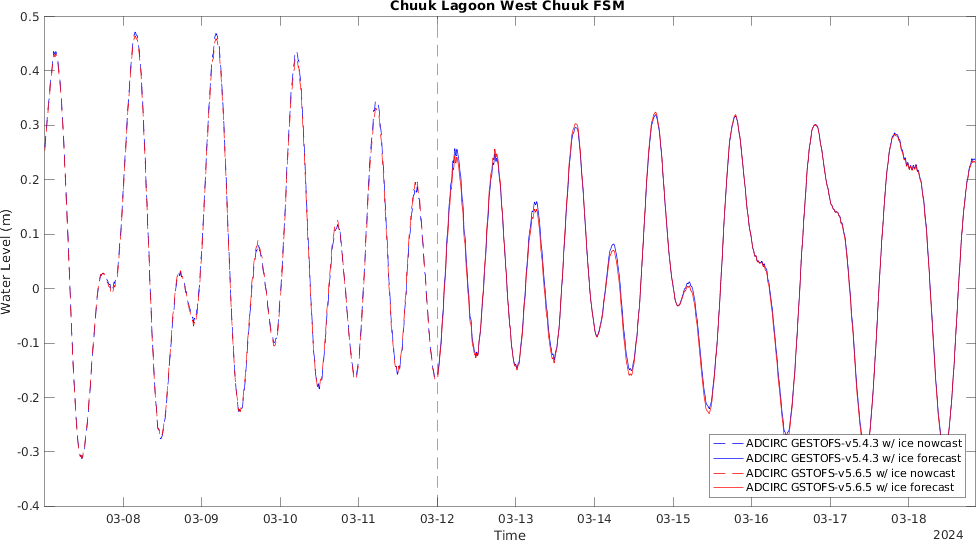 Chuuk Lagoon West Chuuk FSM
0.5
0.4
0.3
0.2
0.1
0
-0.1
-0.2
-0.3
-0.4
Water Level (m)
ADCIRC GESTOFS-v5.4.3 w/ ice nowcast
ADCIRC GESTOFS-v5.4.3 w/ ice forecast
ADCIRC GSTOFS-v5.6.5 w/ ice nowcast
ADCIRC GSTOFS-v5.6.5 w/ ice forecast
03-08 03-09 03-10 03-11 03-12 03-13 03-14 03-15 03-16 03-17 03-18
Time
2024